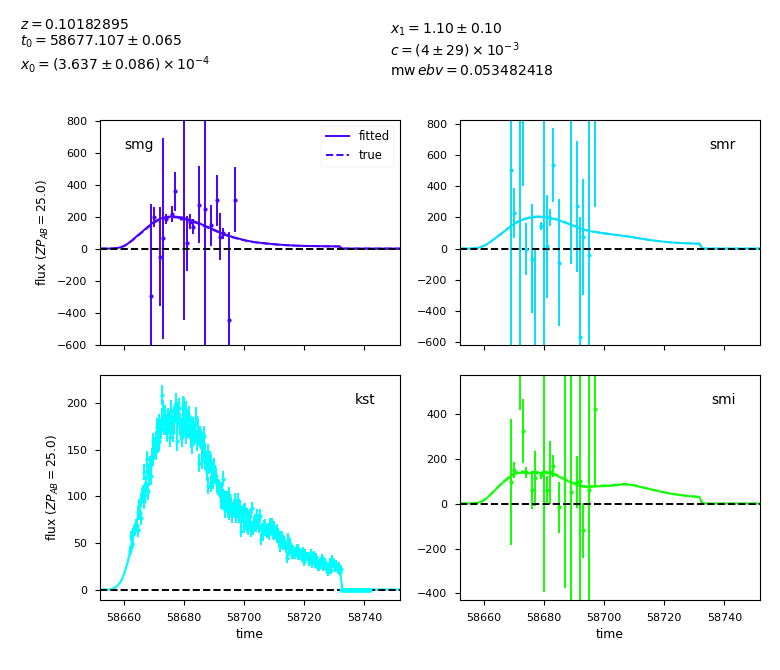 z = 0.10182895
t₀ = 58677.107 ± 0.065
x₀ = (3.637 ± 0.086) × 10⁻⁴
x₁ = 1.10 ± 0.10
c = (4 ± 29) × 10⁻³
mw ebv = 0.053482418
800
600
400
200
0
−200
−400
−600
flux (ZP_AB = 25.0)
smg
fitted
true
800
600
400
200
0
−200
−400
−600
smr
200
150
100
50
0
flux (ZP_AB = 25.0)
kst
58660 58680 58700 58720 58740
time
400
200
0
−200
−400
smi
58660 58680 58700 58720 58740
time